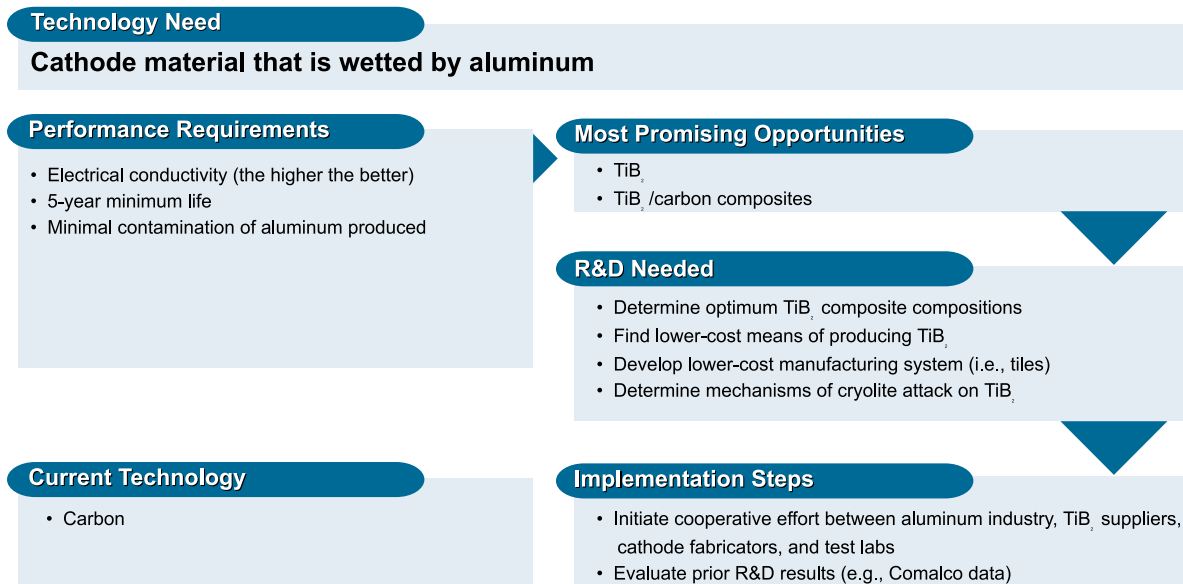 Technology Need
Cathode material that is wetted by aluminum
Performance Requirements
• Electrical conductivity (the higher the better)
• 5-year minimum life
• Minimal contamination of aluminum produced
Most Promising Opportunities
• TiB₂
• TiB₂ /carbon composites
R&D Needed
• Determine optimum TiB₂ composite compositions
• Find lower-cost means of producing TiB₂
• Develop lower-cost manufacturing system (i.e., tiles)
• Determine mechanisms of cryolite attack on TiB₂
Current Technology
• Carbon
Implementation Steps
• Initiate cooperative effort between aluminum industry, TiB₂ suppliers,
cathode fabricators, and test labs
• Evaluate prior R&D results (e.g., Comalco data)